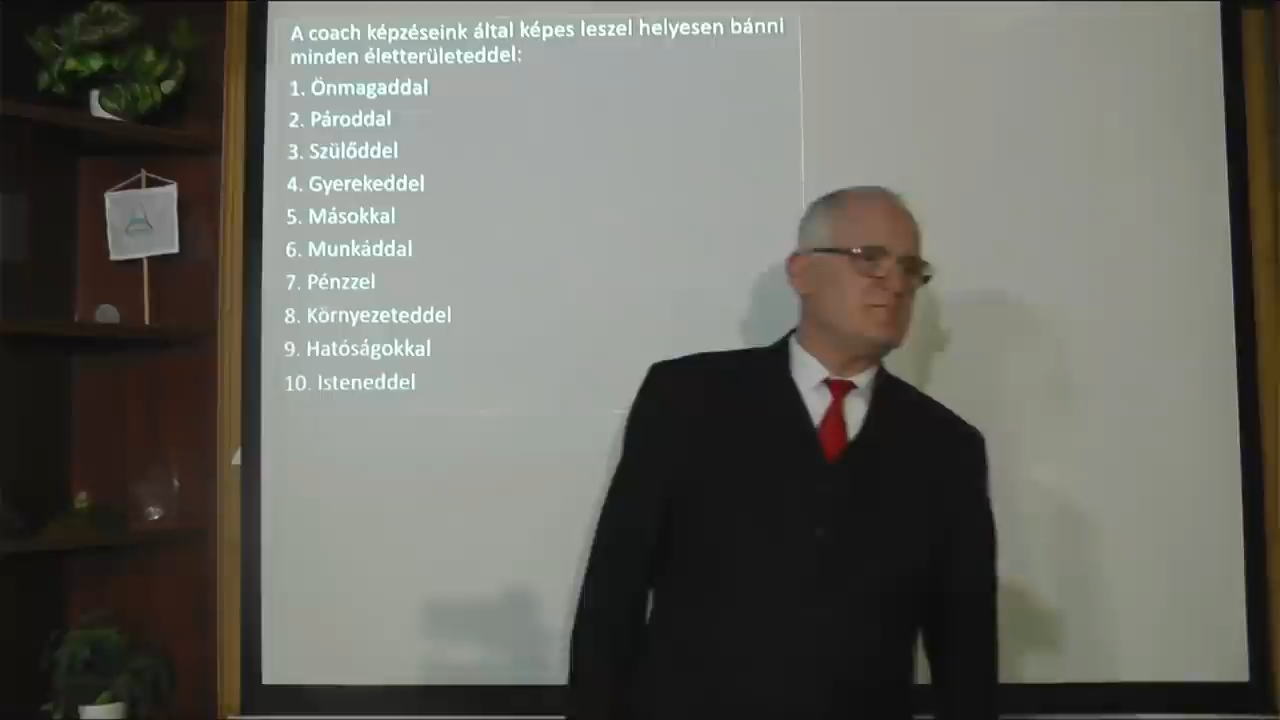 A coach képzéseink által képes leszel helyesen bánni
minden életterületeddel:
1. Önmagaddal
2. Pároddal
3. Szülőddel
4. Gyerekeddel
5. Másokkal
6. Munkáddal
7. Pénzzel
8. Környezeteddel
9. Hatóságokkal
10. Isteneddel